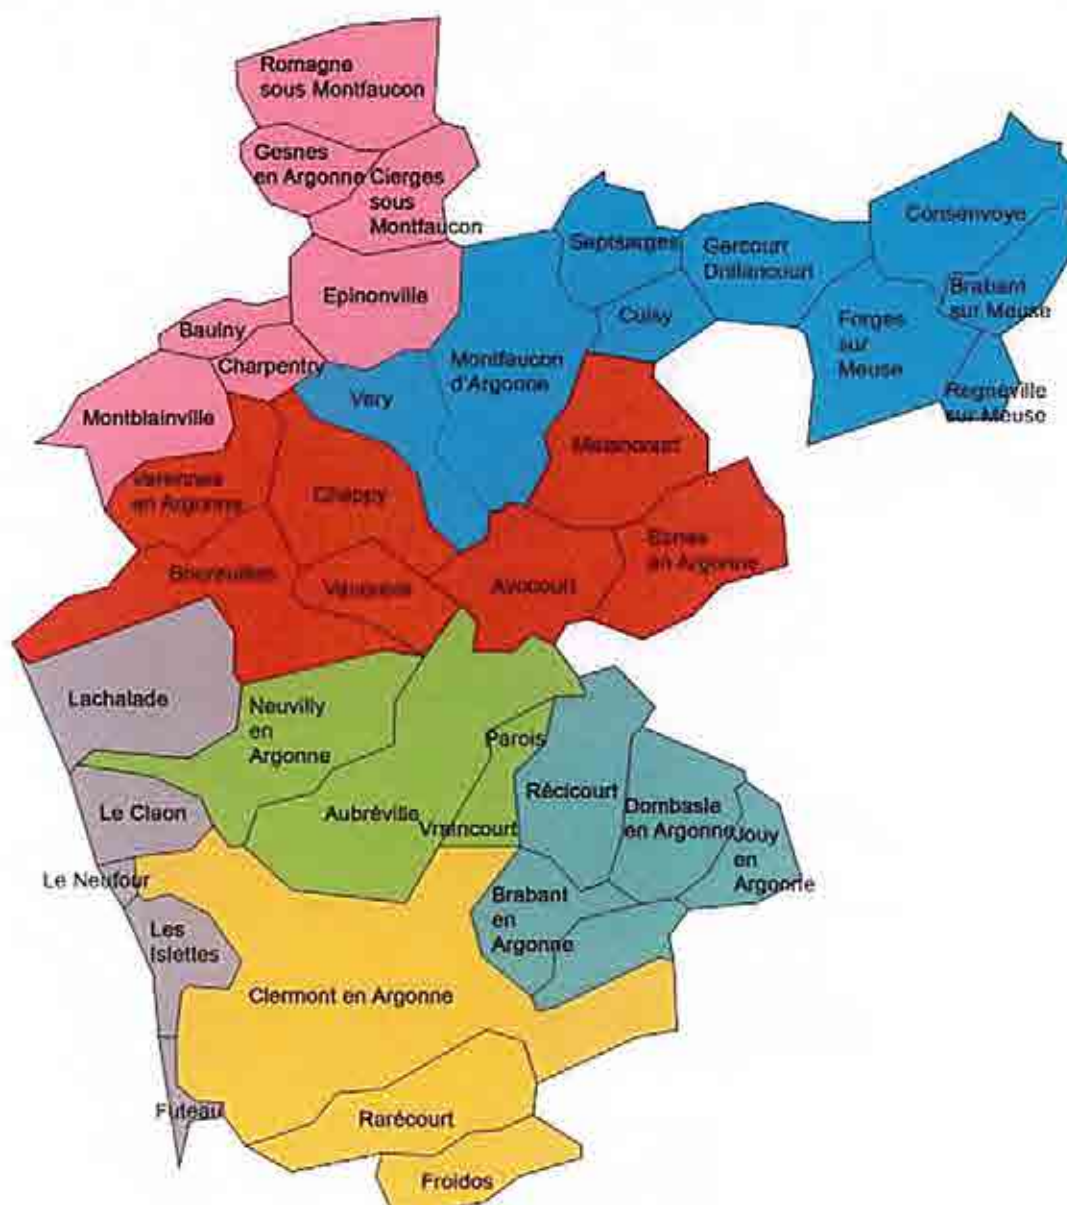 Romagne
sous Montfaucon
Gesnes
en Argonne
Cierges
sous
Montfaucon
Consenvoye
Septsarges
Gercourt
Drillancourt
Epinonville
Brabant
sur Meuse
Baulny
Cuisy
Forges
sur
Meuse
Charpentry
Montfaucon
d'Argonne
Very
Regnéville
sur Meuse
Montblainville
Malancourt
Varennes
en Argonne
Cheppy
Esnes
en Argonne
Boureuilles
Vauquois
Avocourt
Lachalade
Neuvilly
en
Argonne
Parois
Récicourt
Le Claon
Aubréville
Vraincourt
Dombasle
en Argonne
Jouy
en
Argonne
Le Neufour
Brabant
en
Argonne
Les
Islettes
Clermont en Argonne
Futeau
Rarécourt
Froidos